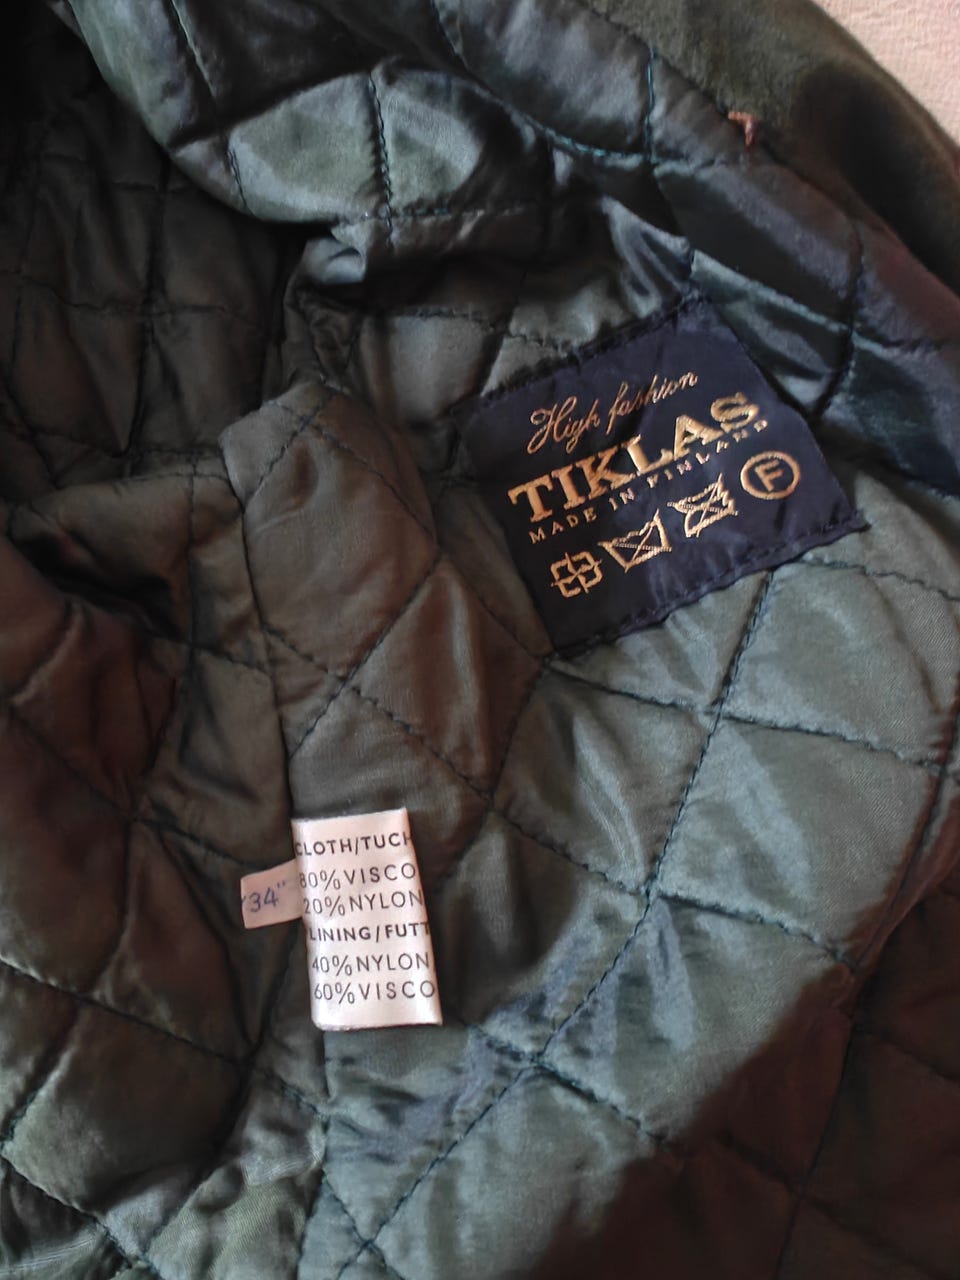 High fashion
TIKLAS
MADE IN FINLAND
F
CLOTH/TUCH
80% VISCO
20% NYLON
LINING/FUTT
40% NYLON
60% VISCO
34"